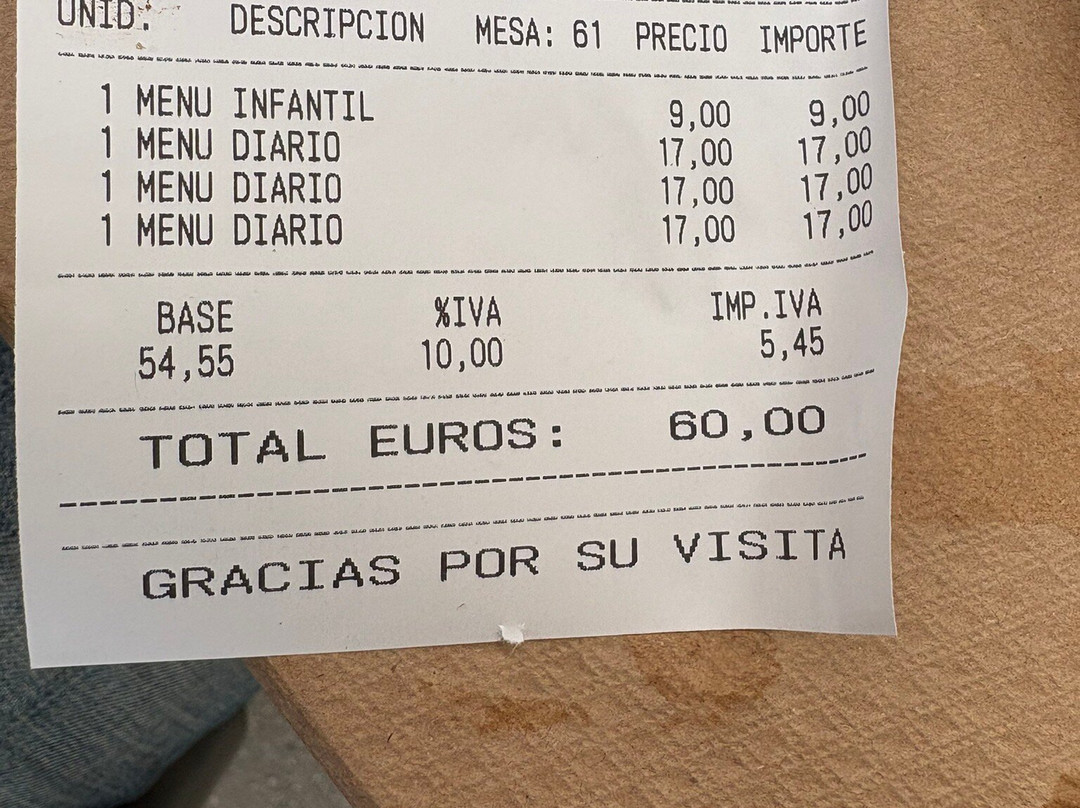 UNID. DESCRIPCION MESA: 61 PRECIO IMPORTE
1 MENU INFANTIL 9,00 9,00
1 MENU DIARIO 17,00 17,00
1 MENU DIARIO 17,00 17,00
1 MENU DIARIO 17,00 17,00
BASE %IVA IMP.IVA
54,55 10,00 5,45
TOTAL EUROS: 60,00
GRACIAS POR SU VISITA